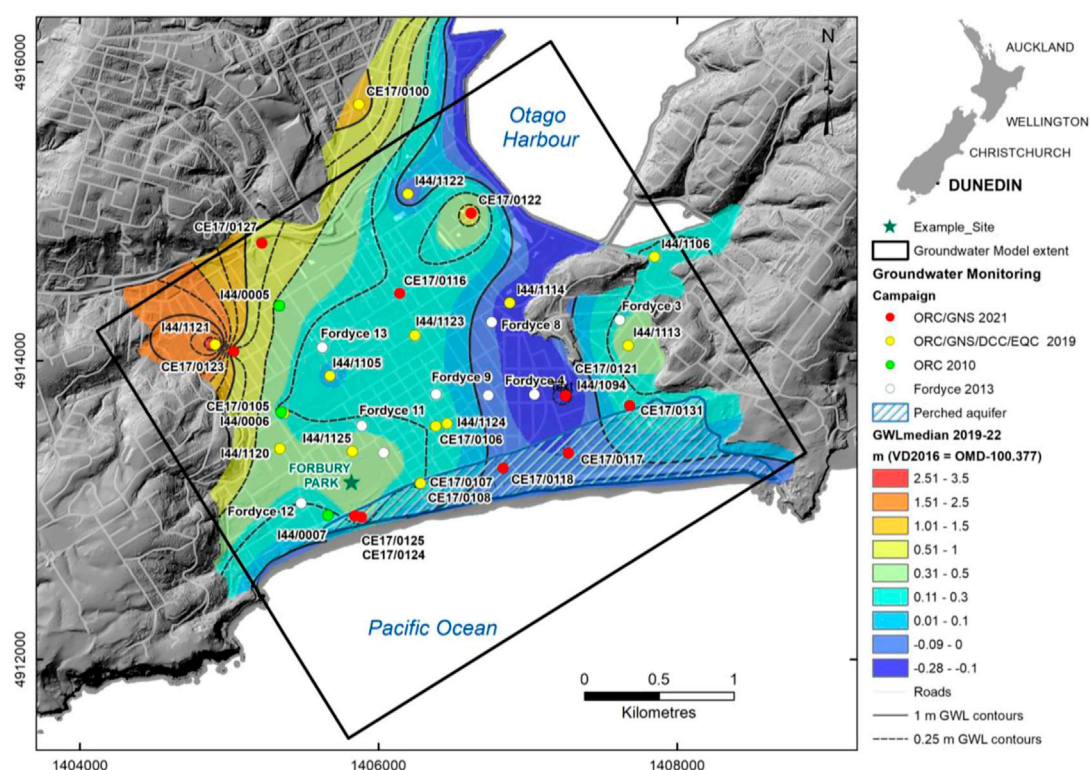 4916000
4914000
4912000
1404000
1406000
1408000
N
Otago
Harbour
Pacific Ocean
CE17/0100
I44/1122
CE17/0122
CE17/0127
I44/1106
I44/0005
CE17/0116
I44/1114
Fordyce 3
I44/1121
I44/1123
Fordyce 8
I44/1113
Fordyce 13
CE17/0123
I44/1105
CE17/0121
Fordyce 9
Fordyce 4
I44/1094
CE17/0105
I44/0006
Fordyce 11
CE17/0131
I44/1124
CE17/0106
I44/1120
I44/1125
FORBURY
PARK
CE17/0117
CE17/0107
CE17/0108
CE17/0118
Fordyce 12
I44/0007
CE17/0125
CE17/0124
0 0.5 1
Kilometres
AUCKLAND
WELLINGTON
CHRISTCHURCH
DUNEDIN
Example_Site
Groundwater Model extent
Groundwater Monitoring
Campaign
ORC/GNS 2021
ORC/GNS/DCC/EQC 2019
ORC 2010
Fordyce 2013
Perched aquifer
GWLmedian 2019-22
m (VD2016 = OMD-100.377)
2.51 - 3.5
1.51 - 2.5
1.01 - 1.5
0.51 - 1
0.31 - 0.5
0.11 - 0.3
0.01 - 0.1
-0.09 - 0
-0.28 - -0.1
Roads
1 m GWL contours
0.25 m GWL contours